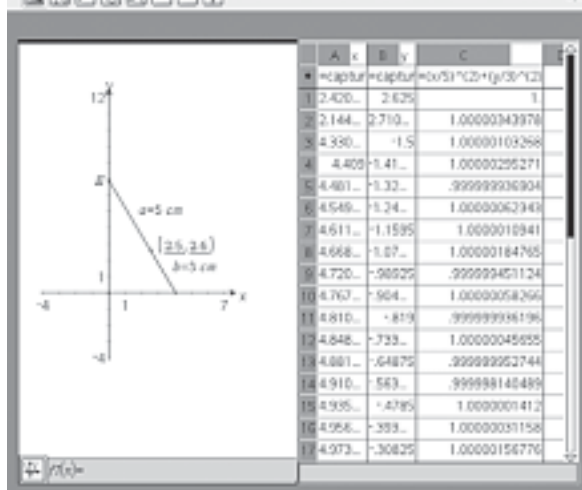 y
12
a=5 cm
(2.5, 2.6)
b=5 cm
1
-4
1
7
x
-4
f1(x)=
A x
B y
C
D
=captur
=captur
=(x/5)^(2)+(y/3)^(2)
1 2.420... 2.625 1.
2 2.144... 2.710... 1.00000343978
3 4.330... -1.5 1.00000103268
4 4.409 -1.41... 1.00000295271
5 4.481... -1.32... .999999936904
6 4.549... -1.24... 1.00000062343
7 4.611... -1.1595 1.0000010941
8 4.668... -1.07... 1.00000184765
9 4.720... -.98925 .999999451124
10 4.767... -.904... 1.00000058266
11 4.810... -.819 .999999936196
12 4.848... -.733... 1.00000045655
13 4.881... -.64875 .999999952744
14 4.910... -.563... .999998140489
15 4.935... -.4785 1.0000001412
16 4.956... -.393... 1.00000031158
17 4.973... -.30825 1.00000156776